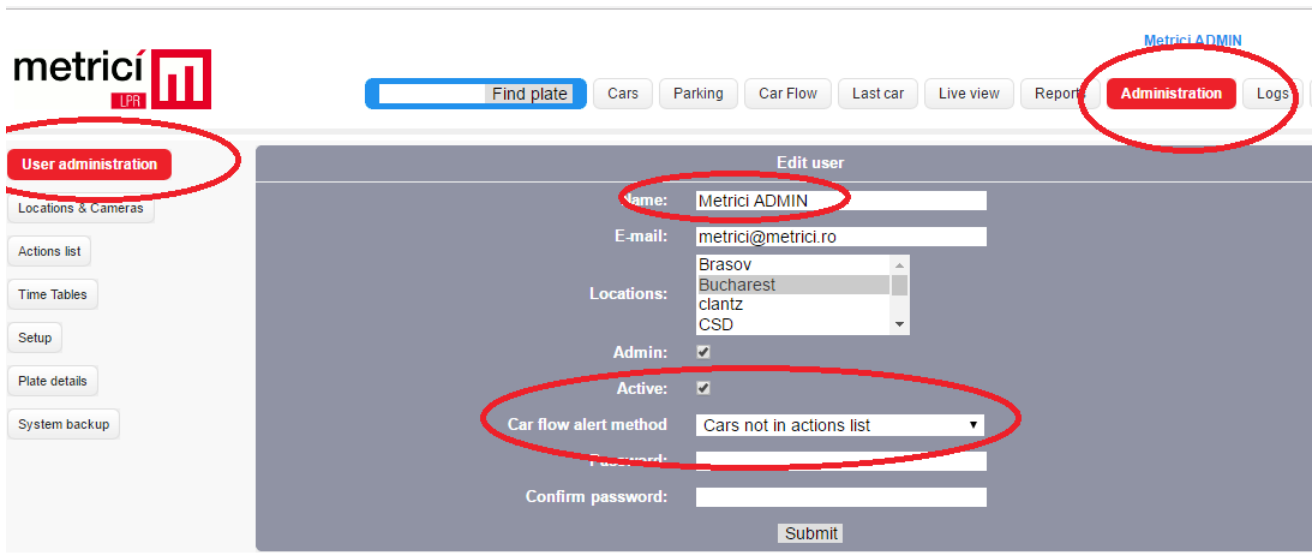 Metrici ADMIN
metricí
LPR
Find plate Cars Parking Car Flow Last car Live view Report Administration Logs
User administration
Edit user
Locations & Cameras
Name: Metrici ADMIN
E-mail: metrici@metrici.ro
Actions list
Locations:
Brasov
Bucharest
clantz
CSD
Time Tables
Setup
Admin:
Plate details
Active:
System backup
Car flow alert method Cars not in actions list
Password:
Confirm password:
Submit